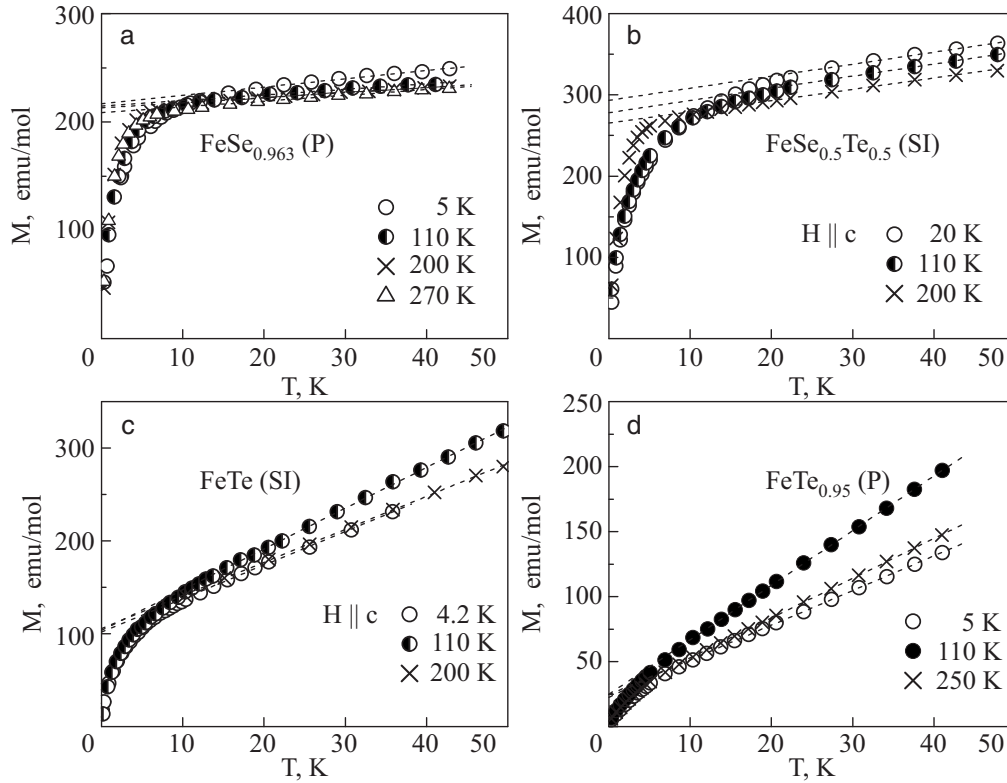 a
300
200
100
0
M, emu/mol
FeSe0.963 (P)
5 K
110 K
200 K
270 K
10 20 30 40 50
T, K
b
400
300
200
100
0
M, emu/mol
FeSe0.5Te0.5 (SI)
H || c
20 K
110 K
200 K
10 20 30 40 50
T, K
c
300
200
100
0
M, emu/mol
FeTe (SI)
H || c
4.2 K
110 K
200 K
10 20 30 40 50
T, K
d
250
200
150
100
50
0
M, emu/mol
FeTe0.95 (P)
5 K
110 K
250 K
10 20 30 40 50
T, K